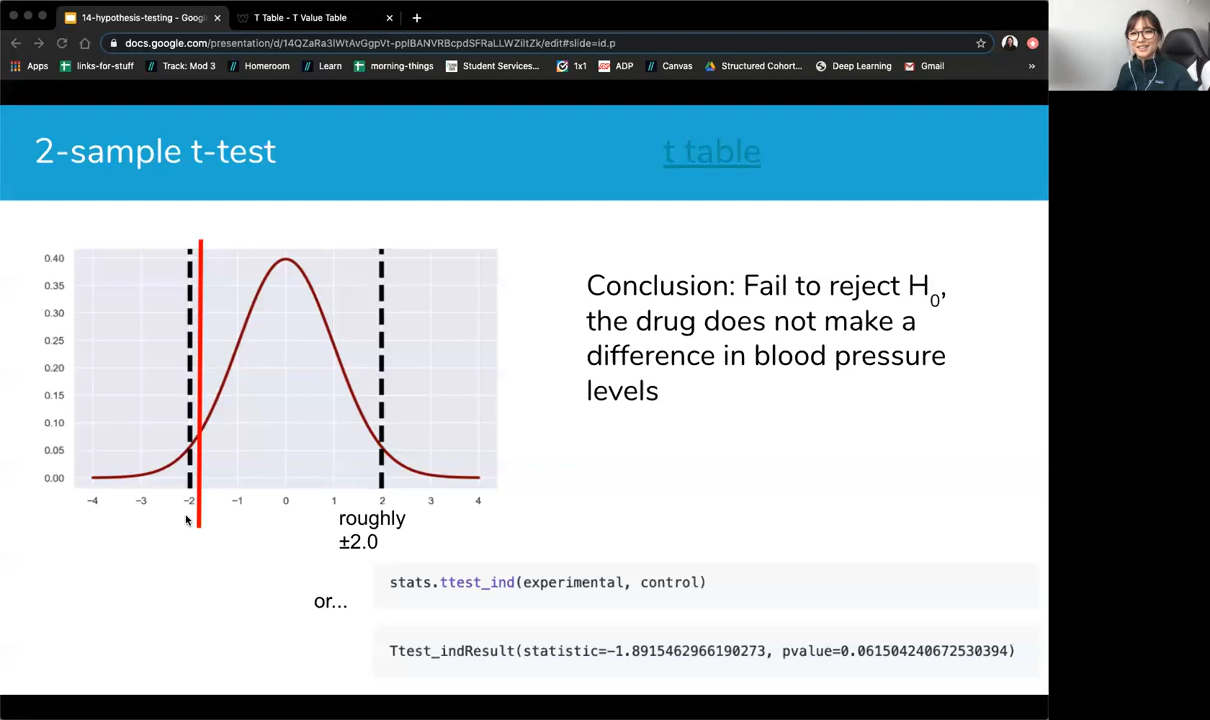 14-hypothesis-testing - Googl
T Table - T Value Table
docs.google.com/presentation/d/14QZaRa3lWtAvGgpVt-pplBANVRBcpdSFRaLLWZiItZk/edit#slide=id.p
Apps
links-for-stuff
Track: Mod 3
Homeroom
Learn
morning-things
Student Services...
1x1
ADP
Canvas
Structured Cohort...
Deep Learning
Gmail
»
2-sample t-test
t table
0.40
0.35
0.30
0.25
0.20
0.15
0.10
0.05
0.00
−4 −3 −2 −1 0 1 2 3 4
roughly
±2.0
Conclusion: Fail to reject H0,
the drug does not make a
difference in blood pressure
levels
or...
stats.ttest_ind(experimental, control)
Ttest_indResult(statistic=−1.8915462966190273, pvalue=0.061504240672530394)